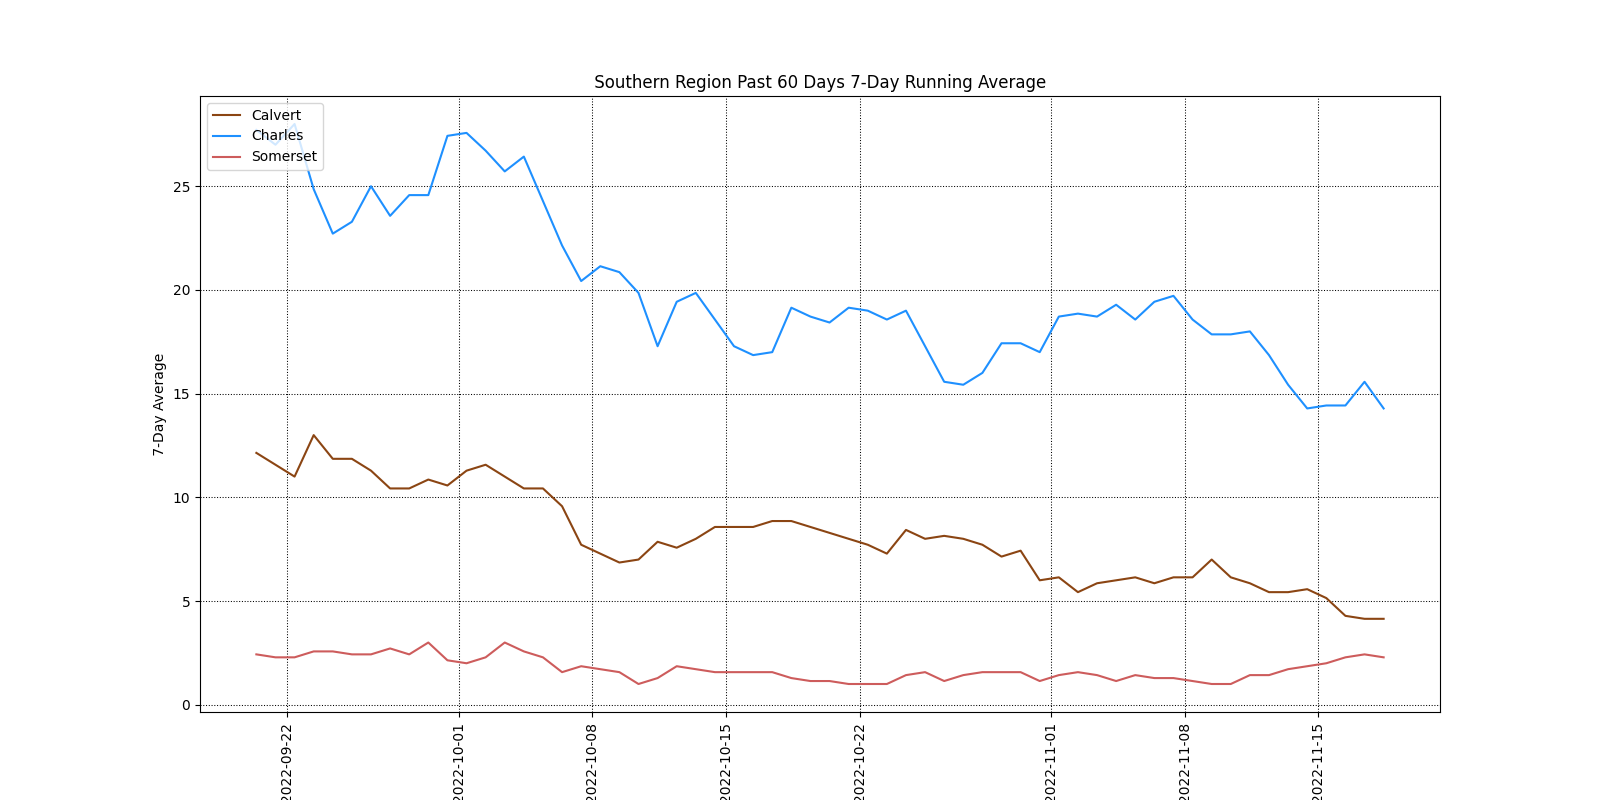 Southern Region Past 60 Days 7-Day Running Average
Calvert
Charles
Somerset
7-Day Average
25
20
15
10
5
0
2022-09-22
2022-10-01
2022-10-08
2022-10-15
2022-10-22
2022-11-01
2022-11-08
2022-11-15